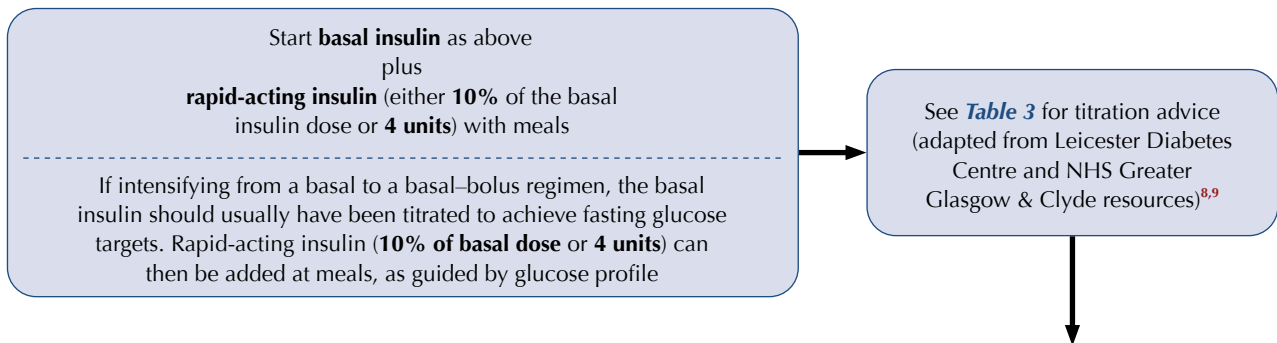 Start basal insulin as above
plus
rapid-acting insulin (either 10% of the basal
insulin dose or 4 units) with meals
If intensifying from a basal to a basal–bolus regimen, the basal
insulin should usually have been titrated to achieve fasting glucose
targets. Rapid-acting insulin (10% of basal dose or 4 units) can
then be added at meals, as guided by glucose profile
See Table 3 for titration advice
(adapted from Leicester Diabetes
Centre and NHS Greater
Glasgow & Clyde resources)8,9